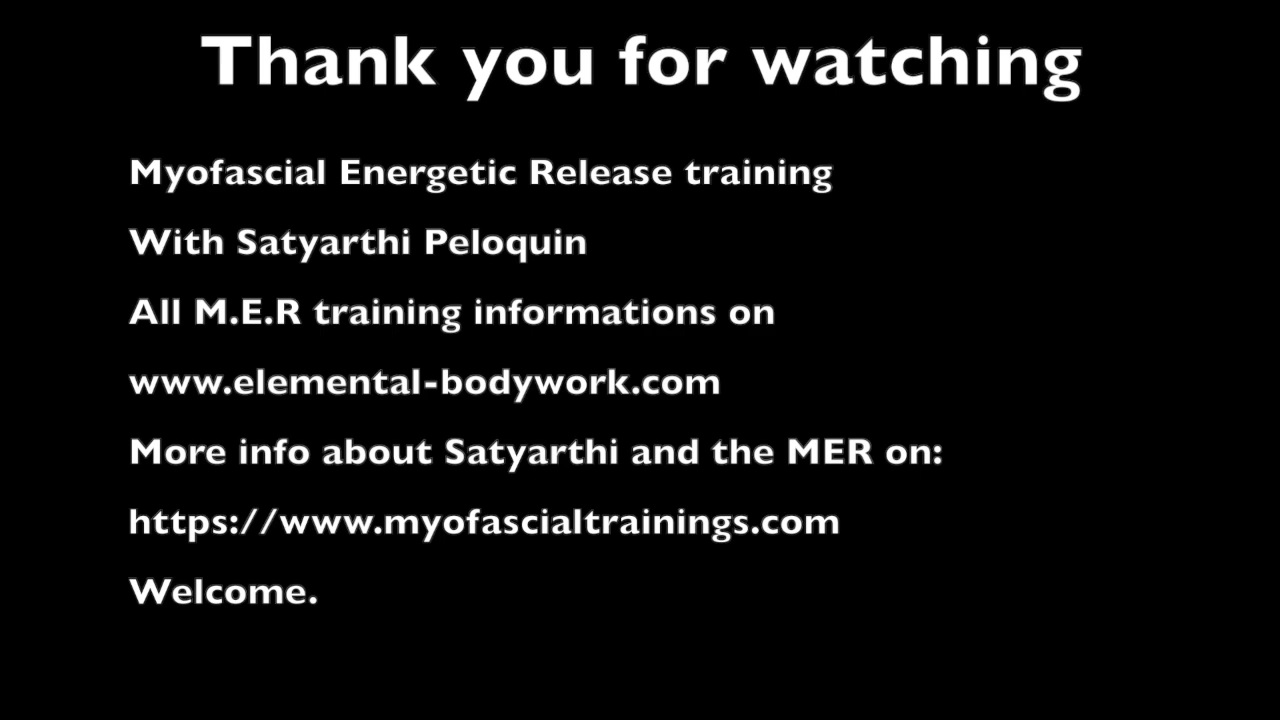 Thank you for watching
Myofascial Energetic Release training
With Satyarthi Peloquin
All M.E.R training informations on
www.elemental-bodywork.com
More info about Satyarthi and the MER on:
https://www.myofascialtrainings.com
Welcome.